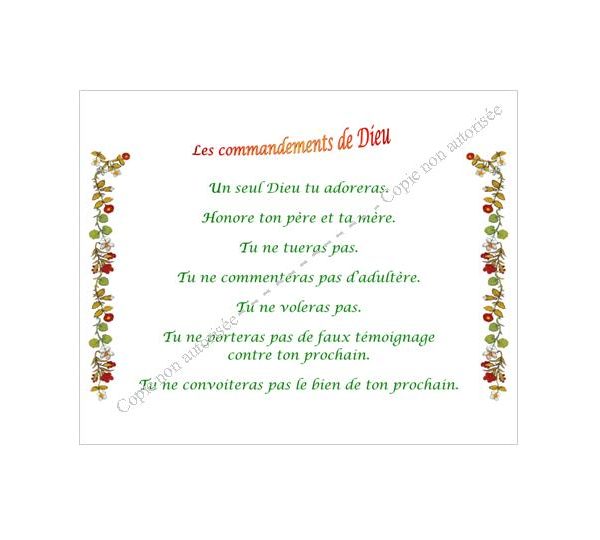 Les commandements de Dieu
Un seul Dieu tu adoreras.
Honore ton père et ta mère.
Tu ne tueras pas.
Tu ne commentéras pas d'adultère.
Tu ne voleras pas.
Tu ne porteras pas de faux témoignage
contre ton prochain.
Tu ne convoiteras pas le bien de ton prochain.
Copie non autorisée - - - - - - - - - - - - Copie non autorisée